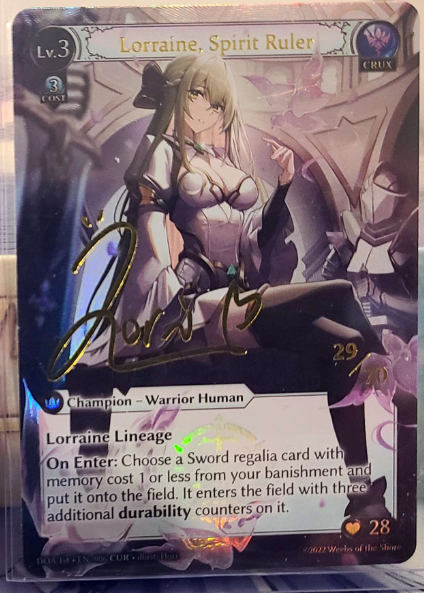 Lv.3
Lorraine, Spirit Ruler
CRUX
3
COST
29
Champion – Warrior Human
Lorraine Lineage
On Enter: Choose a Sword regalia card with
memory cost 1 or less from your banishment and
put it onto the field. It enters the field with three
additional durability counters on it.
28
©2022 Weebs of the Shore